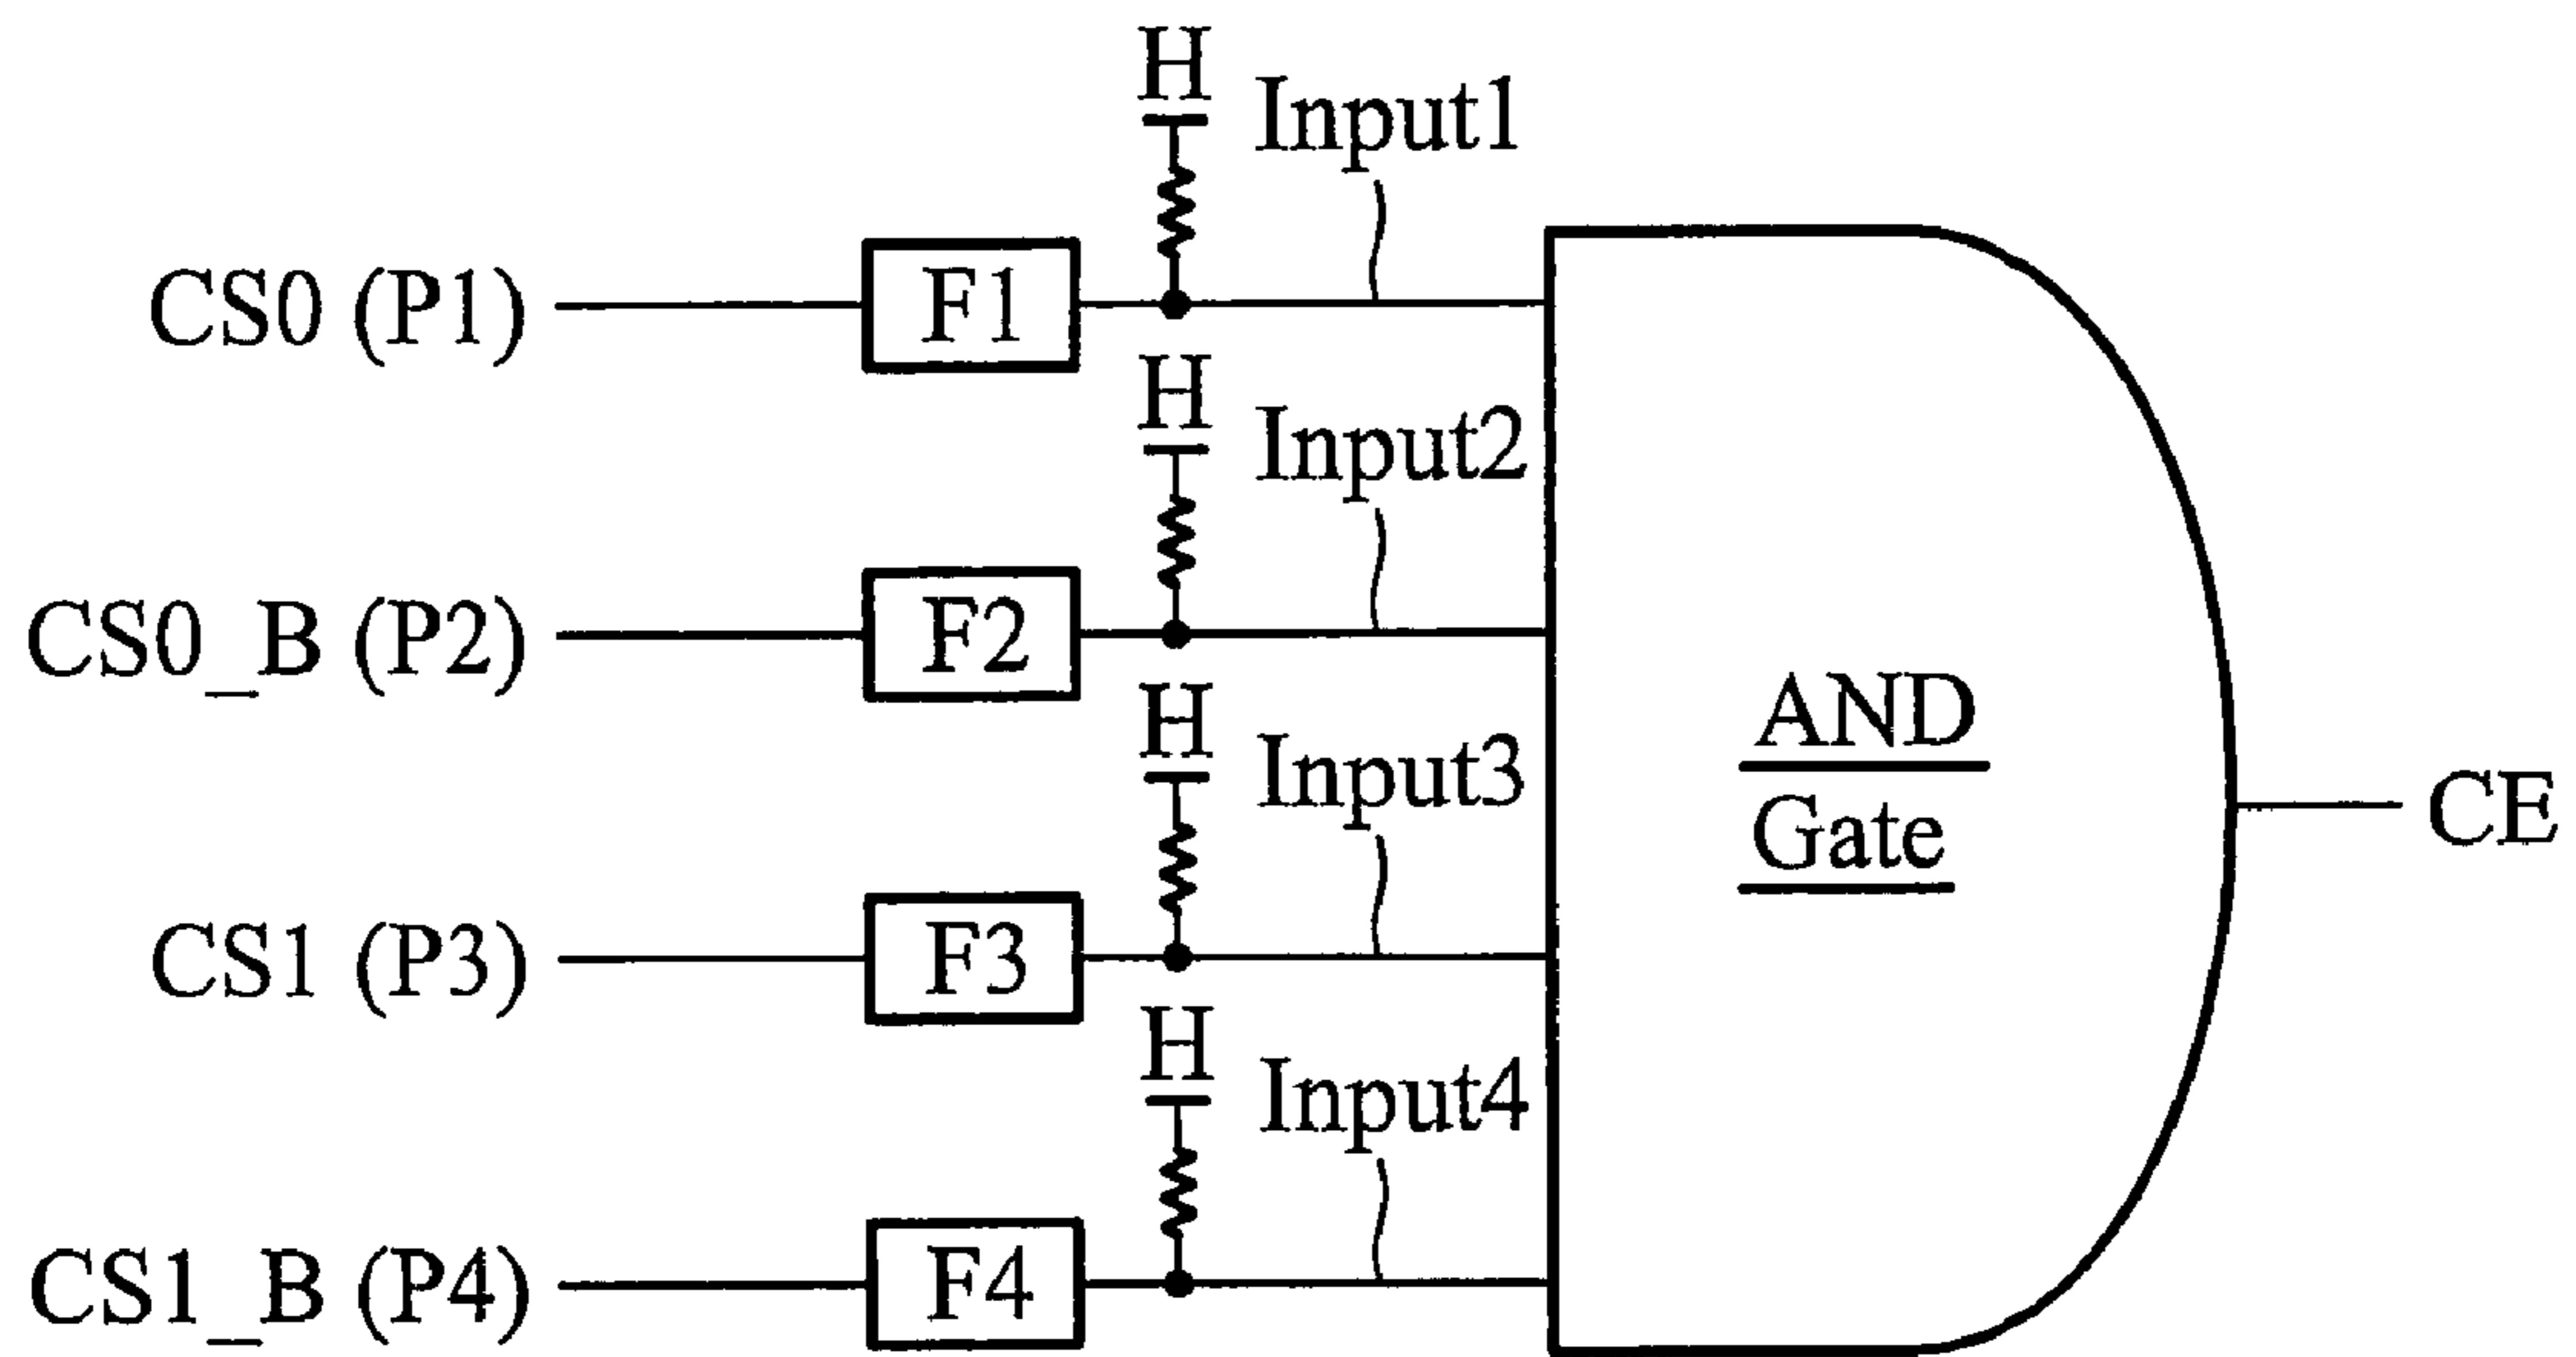 H
Input1
CS0 (P1)
F1
H
Input2
CS0_B (P2)
F2
H
Input3
AND
Gate
CE
CS1 (P3)
F3
H
Input4
CS1_B (P4)
F4